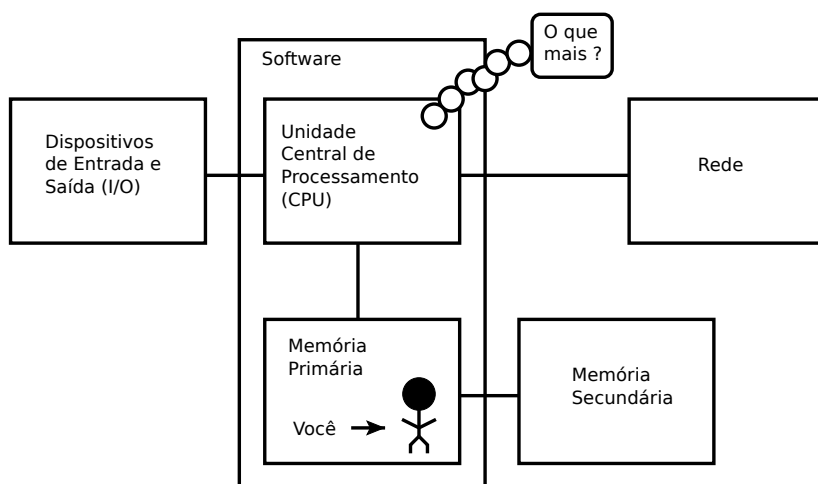 O que
mais ?
Software
Dispositivos
de Entrada e
Saída (I/O)
Unidade
Central de
Processamento
(CPU)
Rede
Memória
Primária
Você
Memória
Secundária